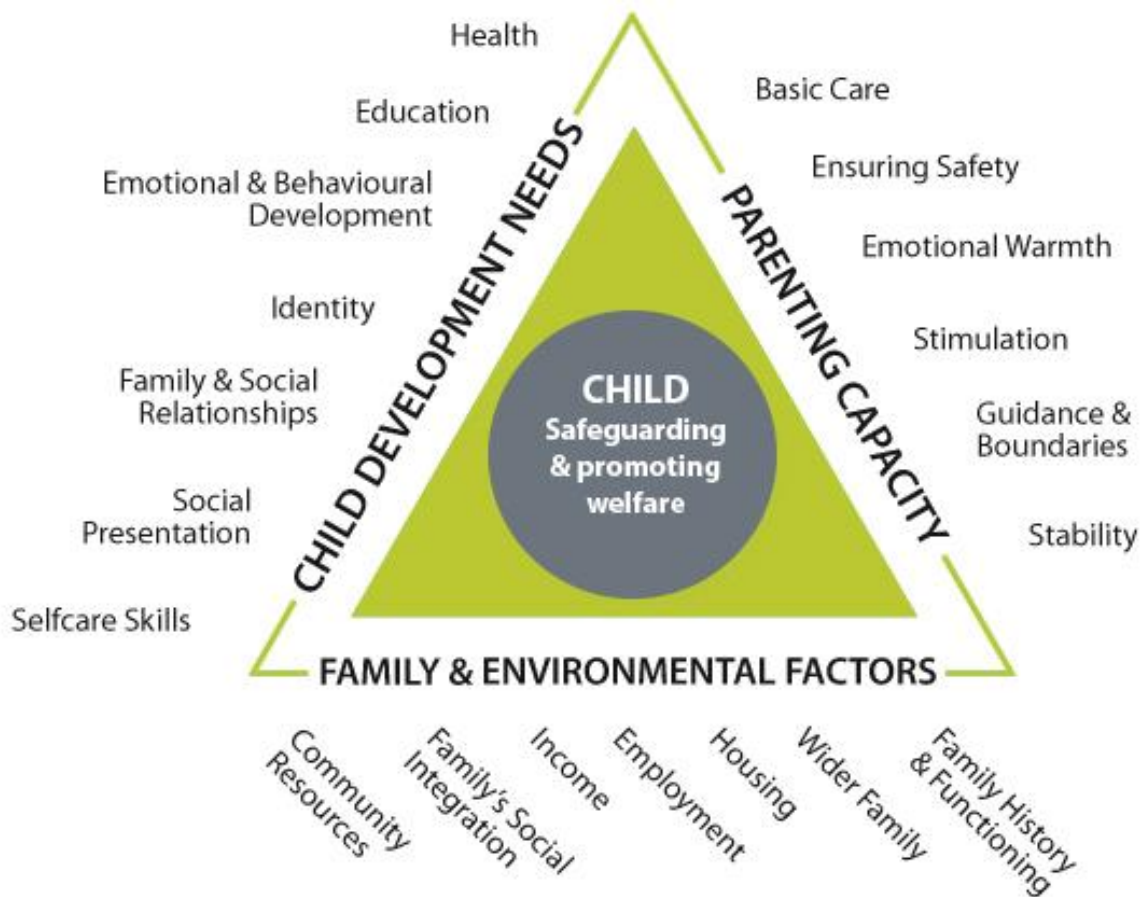 Health
Education
Emotional & Behavioural
Development
Identity
Family & Social
Relationships
Social
Presentation
Selfcare Skills
CHILD DEVELOPMENT NEEDS
Basic Care
Ensuring Safety
Emotional Warmth
Stimulation
Guidance &
Boundaries
Stability
PARENTING CAPACITY
CHILD
Safeguarding
& promoting
welfare
FAMILY & ENVIRONMENTAL FACTORS
Community
Resources
Family's Social
Integration
Income
Employment
Housing
Wider Family
Family History
& Functioning